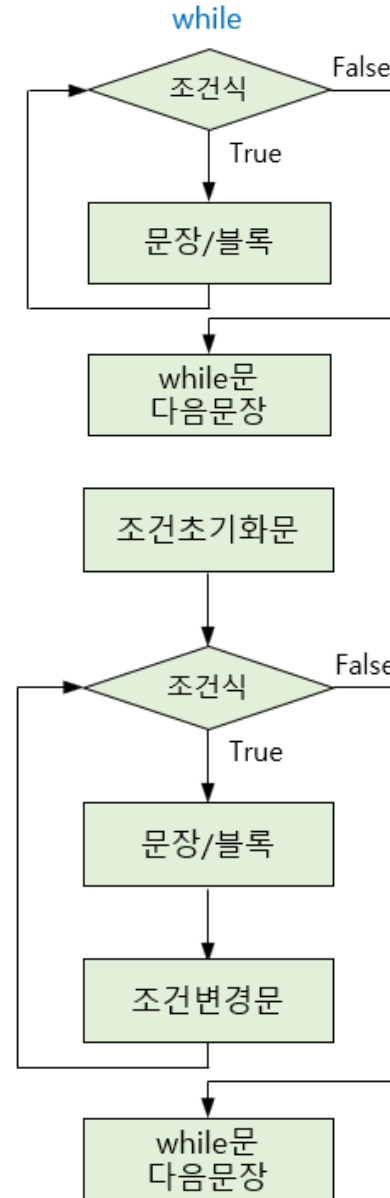 while
조건식
False
True
문장/블록
while문
다음문장
조건초기화문
조건식
False
True
문장/블록
조건변경문
while문
다음문장